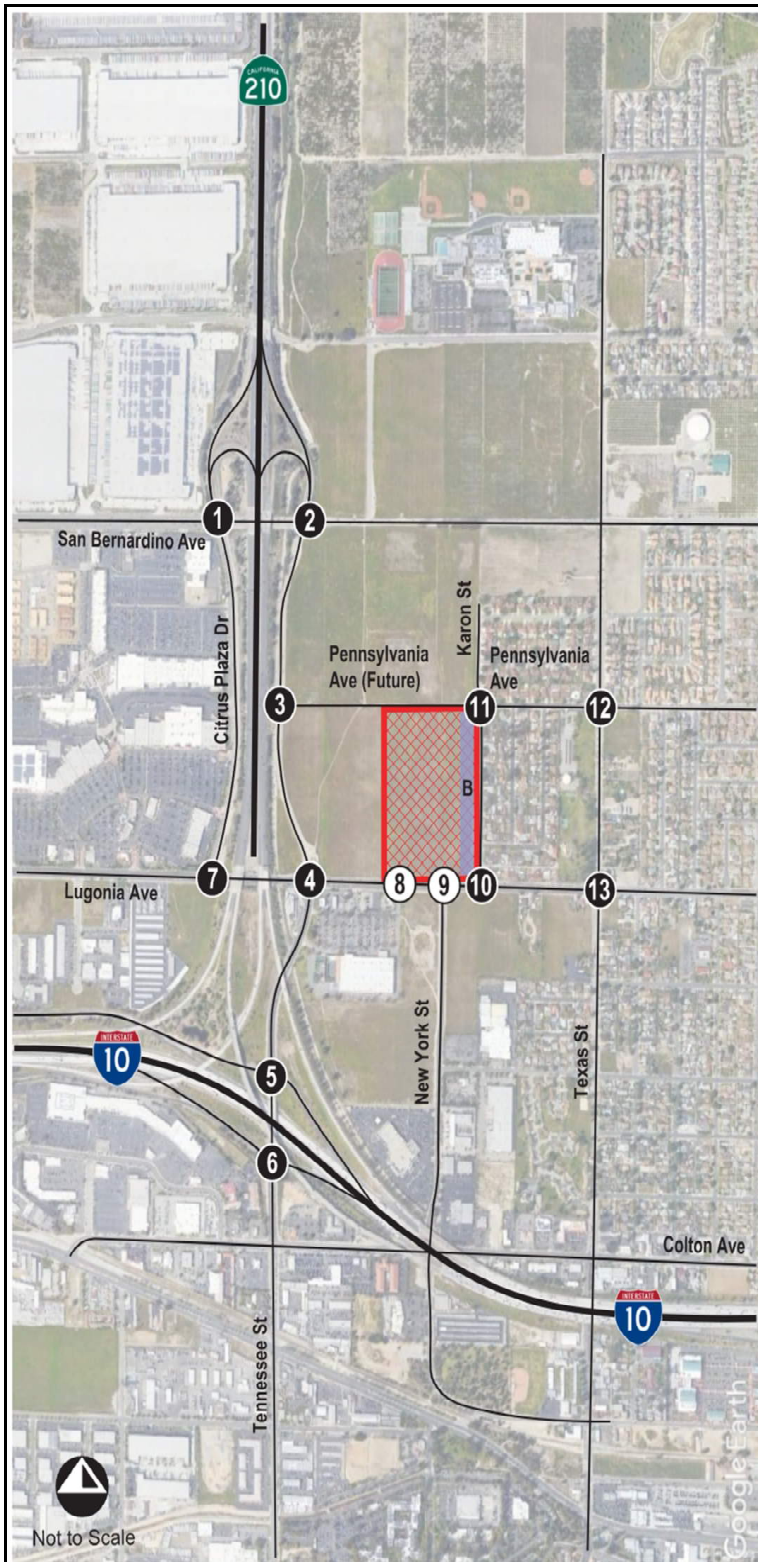 CALIFORNIA
210
1
2
San Bernardino Ave
Karon St
Citrus Plaza Dr
Pennsylvania
Ave (Future)
Pennsylvania
Ave
3
11
12
B
7
4
8
9
10
13
Lugonia Ave
New York St
Texas St
INTERSTATE
10
5
6
Colton Ave
INTERSTATE
10
Tennessee St
Google Earth
Not to Scale